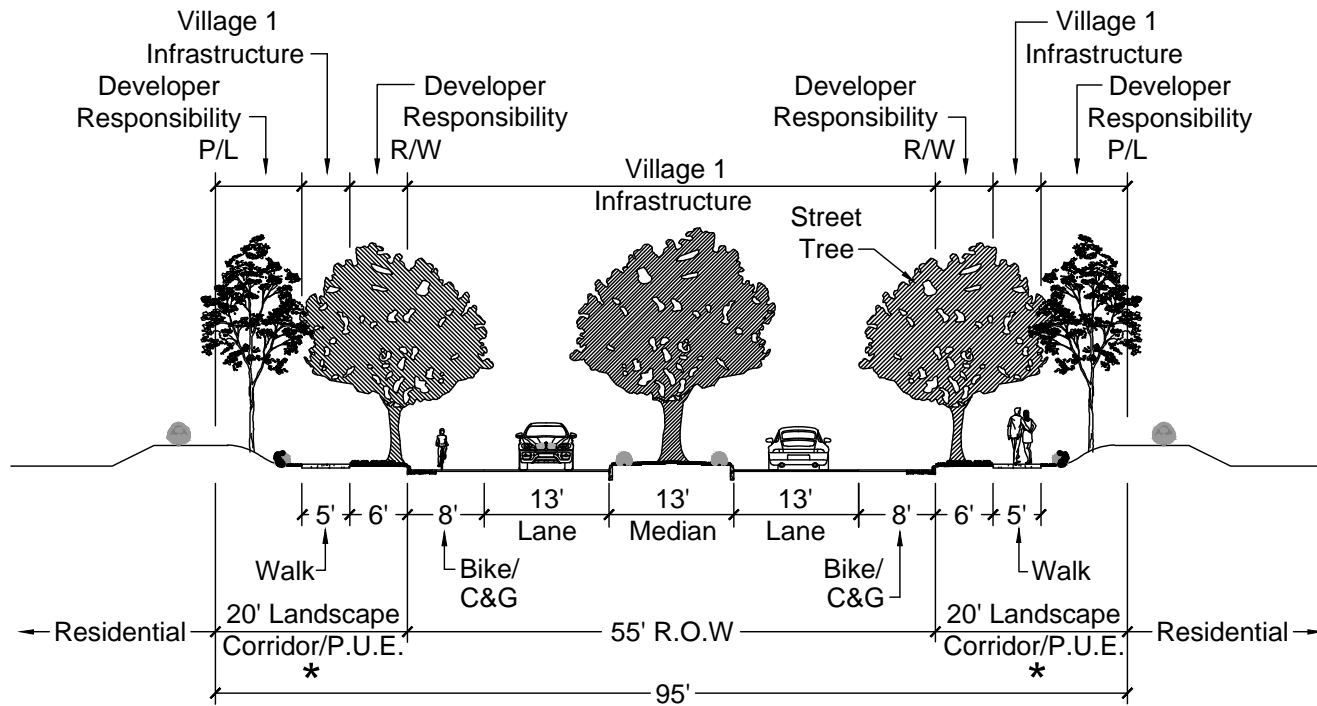 Village 1
Infrastructure
Village 1
Infrastructure
Developer
Responsibility
P/L
Developer
Responsibility
R/W
Developer
Responsibility
R/W
Developer
Responsibility
P/L
Village 1
Infrastructure
Street
Tree
5'
6'
8'
13'
Lane
13'
Median
13'
Lane
8'
6'
5'
Walk
Bike/
C&G
Bike/
C&G
Walk
Residential
20' Landscape
Corridor/P.U.E.
*
55' R.O.W
20' Landscape
Corridor/P.U.E.
*
Residential
95'